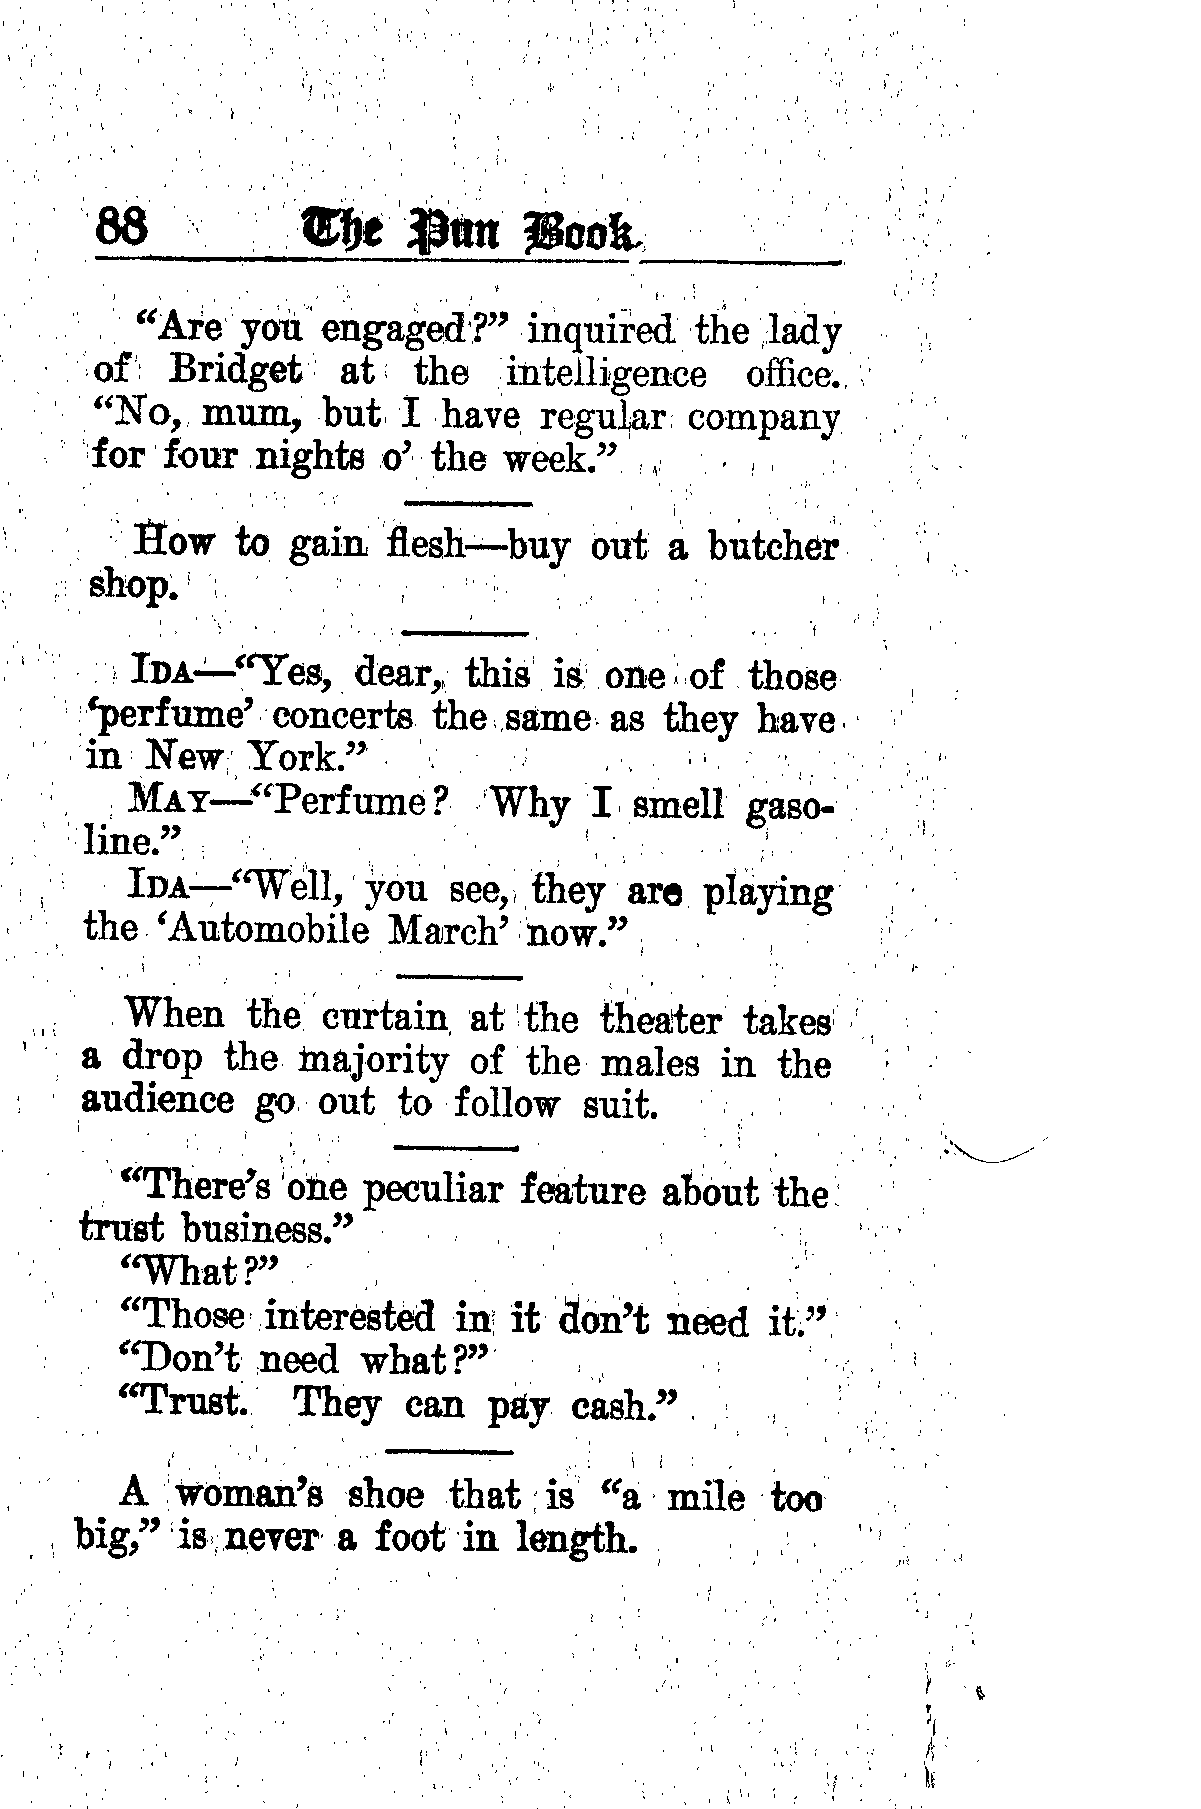 88 The Pun Book.
“Are you engaged?” inquired the lady
of Bridget at the intelligence office.
“No, mum, but I have regular company
for four nights o’ the week.”
How to gain flesh—buy out a butcher
shop.
IDA—“Yes, dear, this is one of those
‘perfume’ concerts the same as they have
in New York.”
MAY—“Perfume? Why I smell gaso-
line.”
IDA—“Well, you see, they are playing
the ‘Automobile March’ now.”
When the curtain at the theater takes
a drop the majority of the males in the
audience go out to follow suit.
“There’s one peculiar feature about the
trust business.”
“What?”
“Those interested in it don’t need it.”
“Don’t need what?”
“Trust. They can pay cash.”
A woman’s shoe that is “a mile too
big,” is never a foot in length.